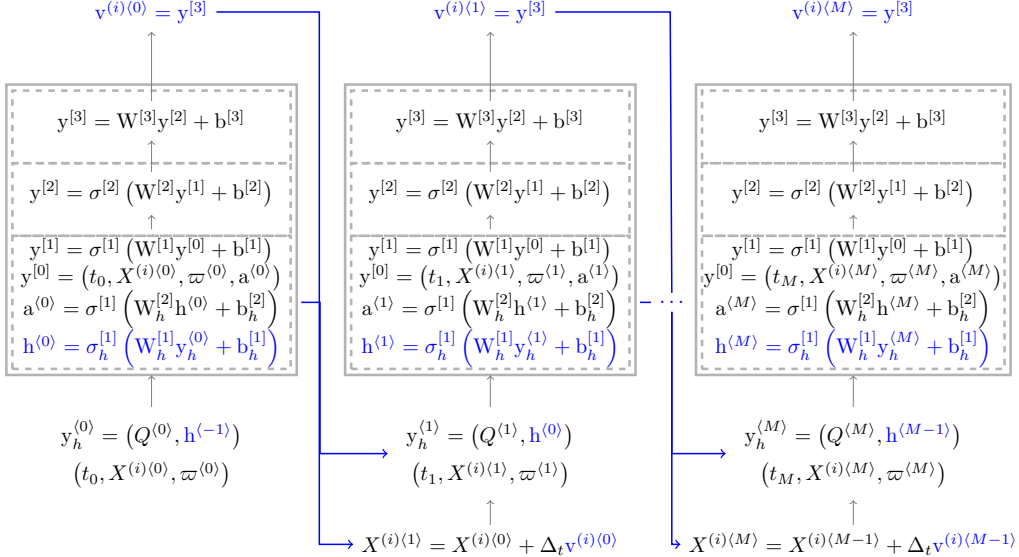 v^{(i)⟨0⟩} = y^{[3]}
y^{[3]} = W^{[3]}y^{[2]} + b^{[3]}
y^{[2]} = σ^{[2]} (W^{[2]}y^{[1]} + b^{[2]})
y^{[1]} = σ^{[1]} (W^{[1]}y^{[0]} + b^{[1]})
y^{[0]} = (t_0, X^{(i)⟨0⟩}, ϖ^{⟨0⟩}, a^{⟨0⟩})
a^{⟨0⟩} = σ^{[1]} (W_h^{[2]}h^{⟨0⟩} + b_h^{[2]})
h^{⟨0⟩} = σ_h^{[1]} (W_h^{[1]}y_h^{⟨0⟩} + b_h^{[1]})
y_h^{⟨0⟩} = (Q^{⟨0⟩}, h^{⟨-1⟩})
(t_0, X^{(i)⟨0⟩}, ϖ^{⟨0⟩})
v^{(i)⟨1⟩} = y^{[3]}
y^{[3]} = W^{[3]}y^{[2]} + b^{[3]}
y^{[2]} = σ^{[2]} (W^{[2]}y^{[1]} + b^{[2]})
y^{[1]} = σ^{[1]} (W^{[1]}y^{[0]} + b^{[1]})
y^{[0]} = (t_1, X^{(i)⟨1⟩}, ϖ^{⟨1⟩}, a^{⟨1⟩})
a^{⟨1⟩} = σ^{[1]} (W_h^{[2]}h^{⟨1⟩} + b_h^{[2]})
h^{⟨1⟩} = σ_h^{[1]} (W_h^{[1]}y_h^{⟨1⟩} + b_h^{[1]})
y_h^{⟨1⟩} = (Q^{⟨1⟩}, h^{⟨0⟩})
(t_1, X^{(i)⟨1⟩}, ϖ^{⟨1⟩})
X^{(i)⟨1⟩} = X^{(i)⟨0⟩} + Δ_t v^{(i)⟨0⟩}
···
v^{(i)⟨M⟩} = y^{[3]}
y^{[3]} = W^{[3]}y^{[2]} + b^{[3]}
y^{[2]} = σ^{[2]} (W^{[2]}y^{[1]} + b^{[2]})
y^{[1]} = σ^{[1]} (W^{[1]}y^{[0]} + b^{[1]})
y^{[0]} = (t_M, X^{(i)⟨M⟩}, ϖ^{⟨M⟩}, a^{⟨M⟩})
a^{⟨M⟩} = σ^{[1]} (W_h^{[2]}h^{⟨M⟩} + b_h^{[2]})
h^{⟨M⟩} = σ_h^{[1]} (W_h^{[1]}y_h^{⟨M⟩} + b_h^{[1]})
y_h^{⟨M⟩} = (Q^{⟨M⟩}, h^{⟨M-1⟩})
(t_M, X^{(i)⟨M⟩}, ϖ^{⟨M⟩})
X^{(i)⟨M⟩} = X^{(i)⟨M-1⟩} + Δ_t v^{(i)⟨M-1⟩}